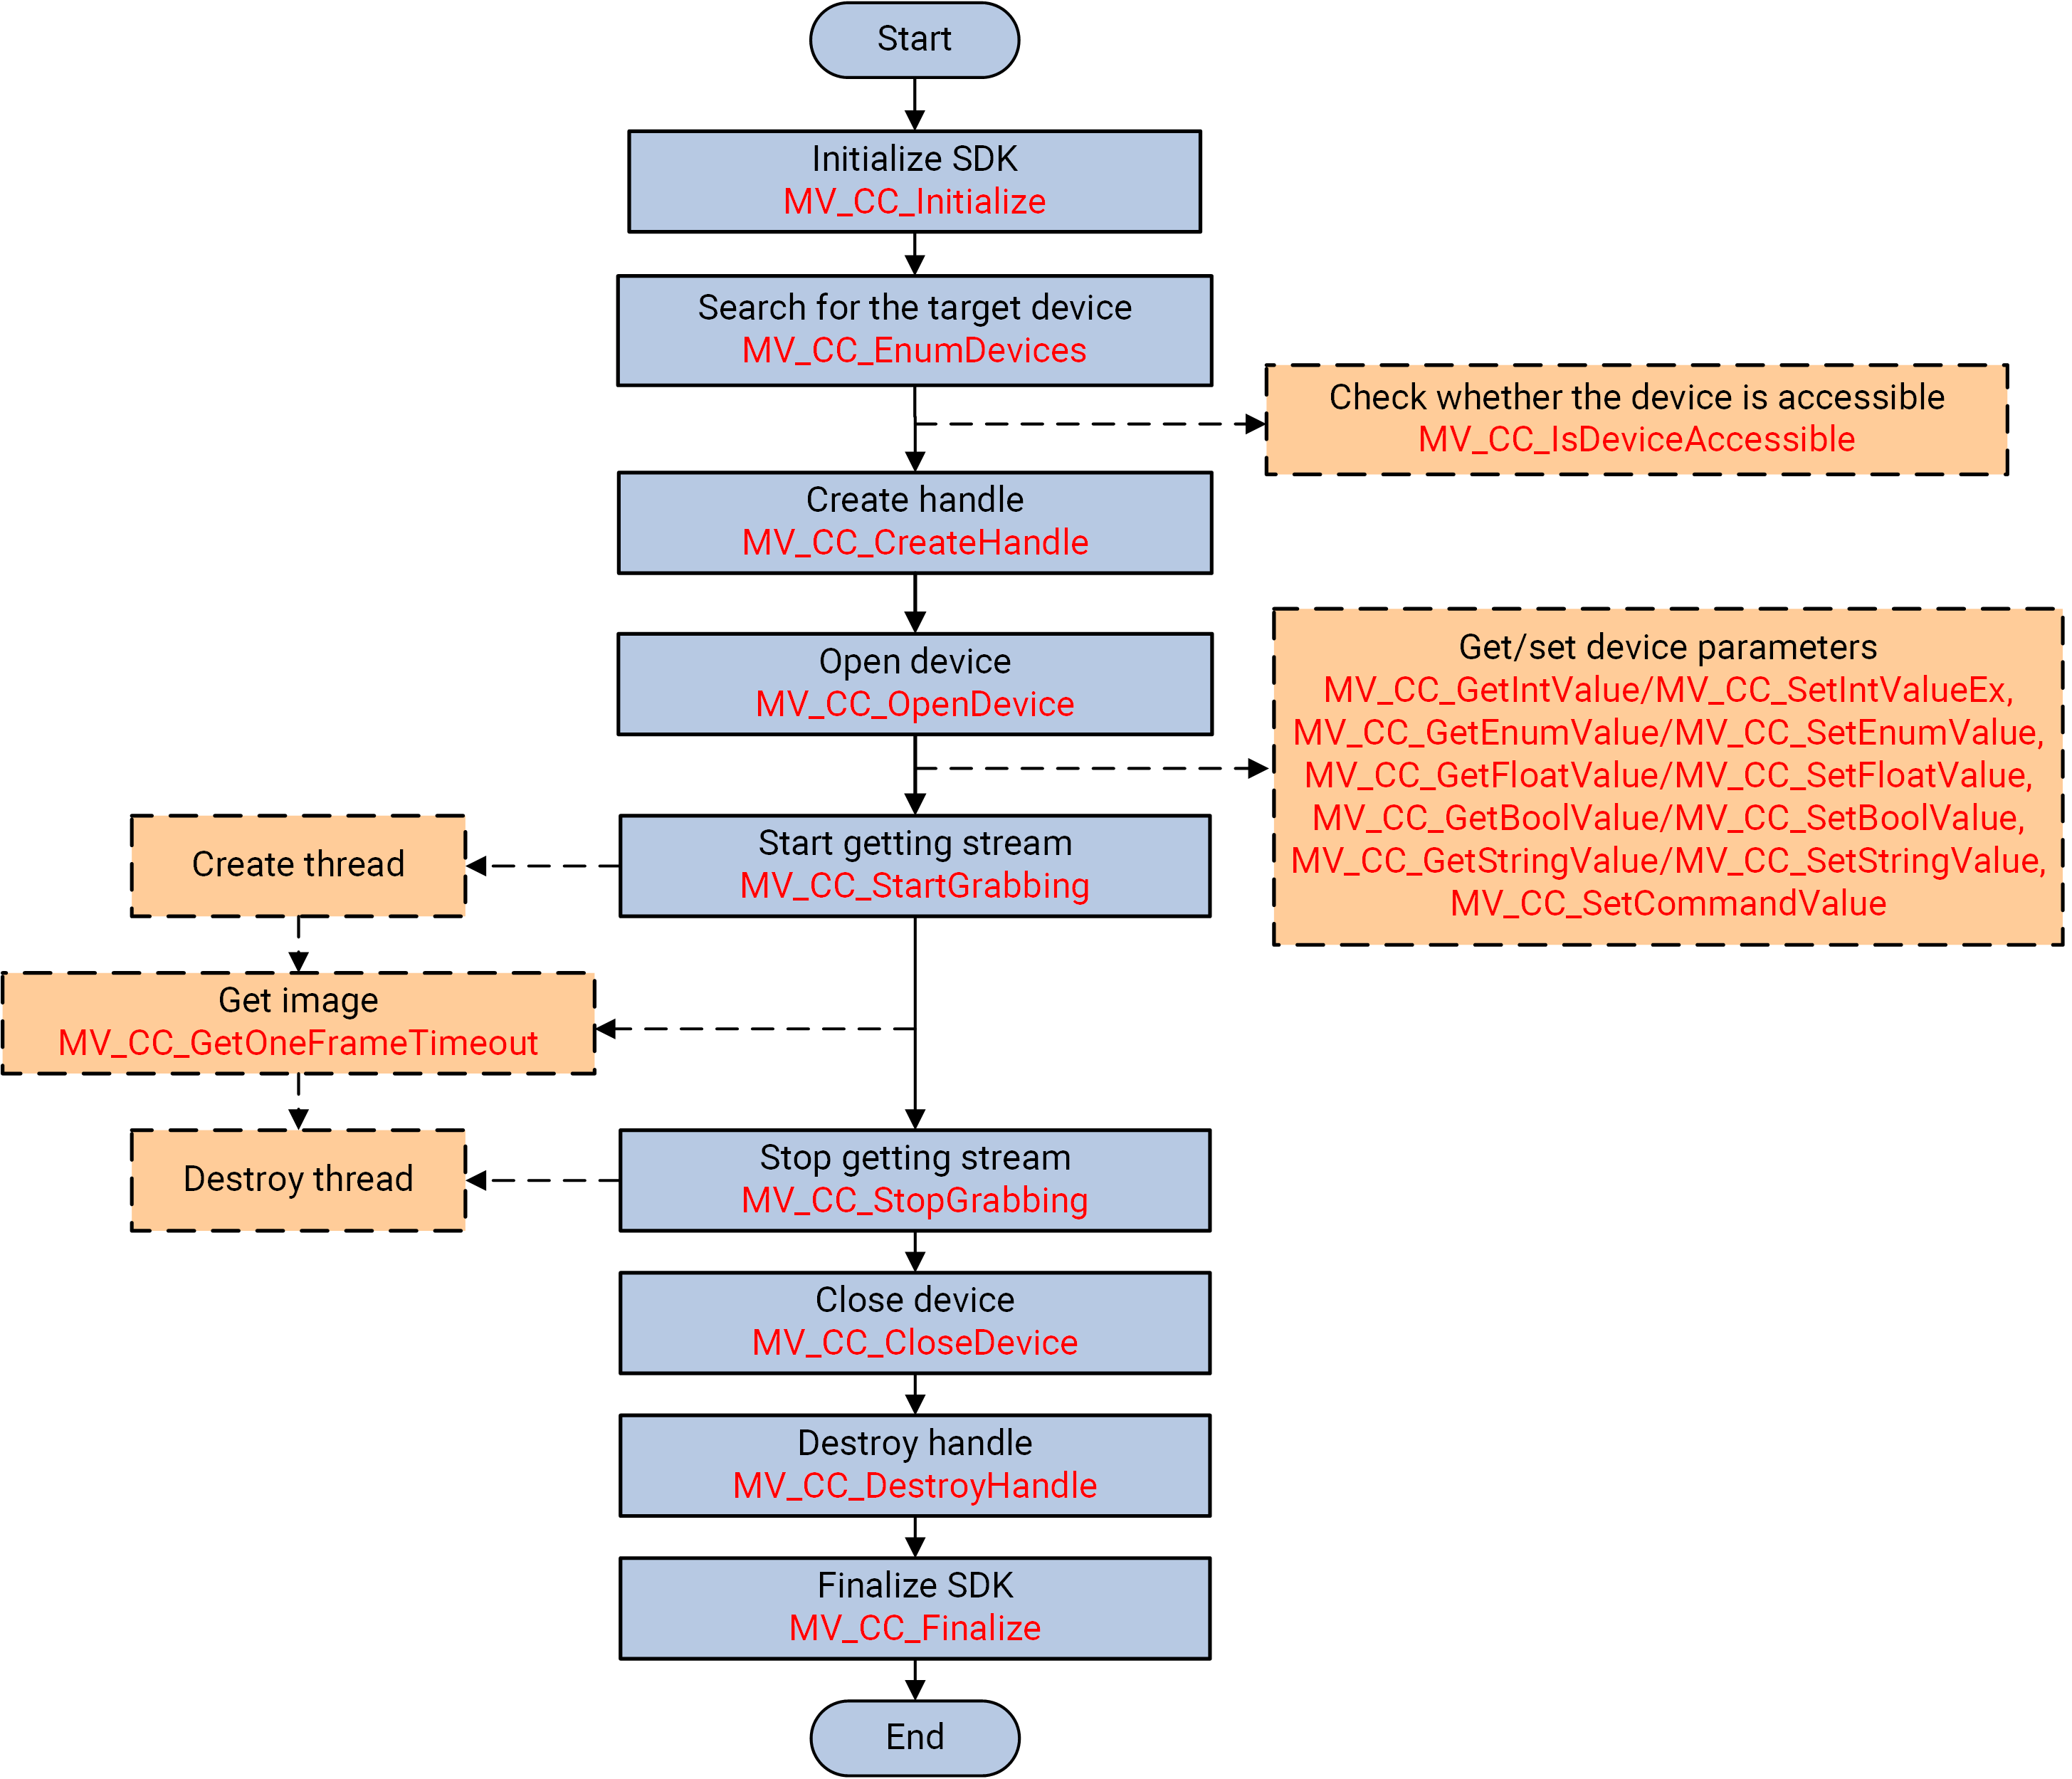 Start
Initialize SDK
MV_CC_Initialize
Search for the target device
MV_CC_EnumDevices
Check whether the device is accessible
MV_CC_IsDeviceAccessible
Create handle
MV_CC_CreateHandle
Open device
MV_CC_OpenDevice
Get/set device parameters
MV_CC_GetIntValue/MV_CC_SetIntValueEx,
MV_CC_GetEnumValue/MV_CC_SetEnumValue,
MV_CC_GetFloatValue/MV_CC_SetFloatValue,
MV_CC_GetBoolValue/MV_CC_SetBoolValue,
MV_CC_GetStringValue/MV_CC_SetStringValue,
MV_CC_SetCommandValue
Start getting stream
MV_CC_StartGrabbing
Create thread
Get image
MV_CC_GetOneFrameTimeout
Destroy thread
Stop getting stream
MV_CC_StopGrabbing
Close device
MV_CC_CloseDevice
Destroy handle
MV_CC_DestroyHandle
Finalize SDK
MV_CC_Finalize
End